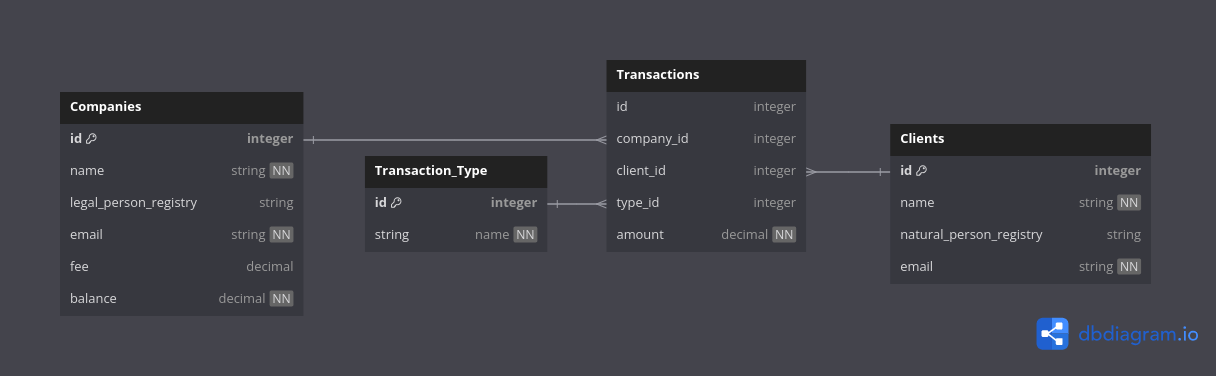 Companies
id integer
name string NN
legal_person_registry string
email string NN
fee decimal
balance decimal NN
Transaction_Type
id integer
string name NN
Transactions
id integer
company_id integer
client_id integer
type_id integer
amount decimal NN
Clients
id integer
name string NN
natural_person_registry string
email string NN
dbdiagram.io